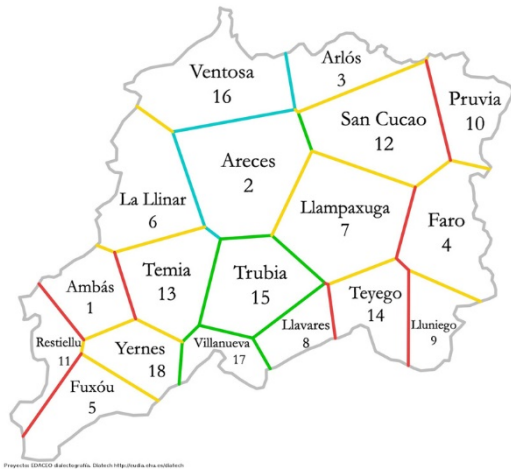 Ventosa
16
Arlós
3
Pruvia
10
San Cucao
12
Areces
2
La Llinar
6
Llampaxuga
7
Faro
4
Ambás
1
Temia
13
Trubia
15
Teyego
14
Lluniego
9
Restiellu
11
Yernes
18
Villanueva
17
Llavares
8
Fuxóu
5